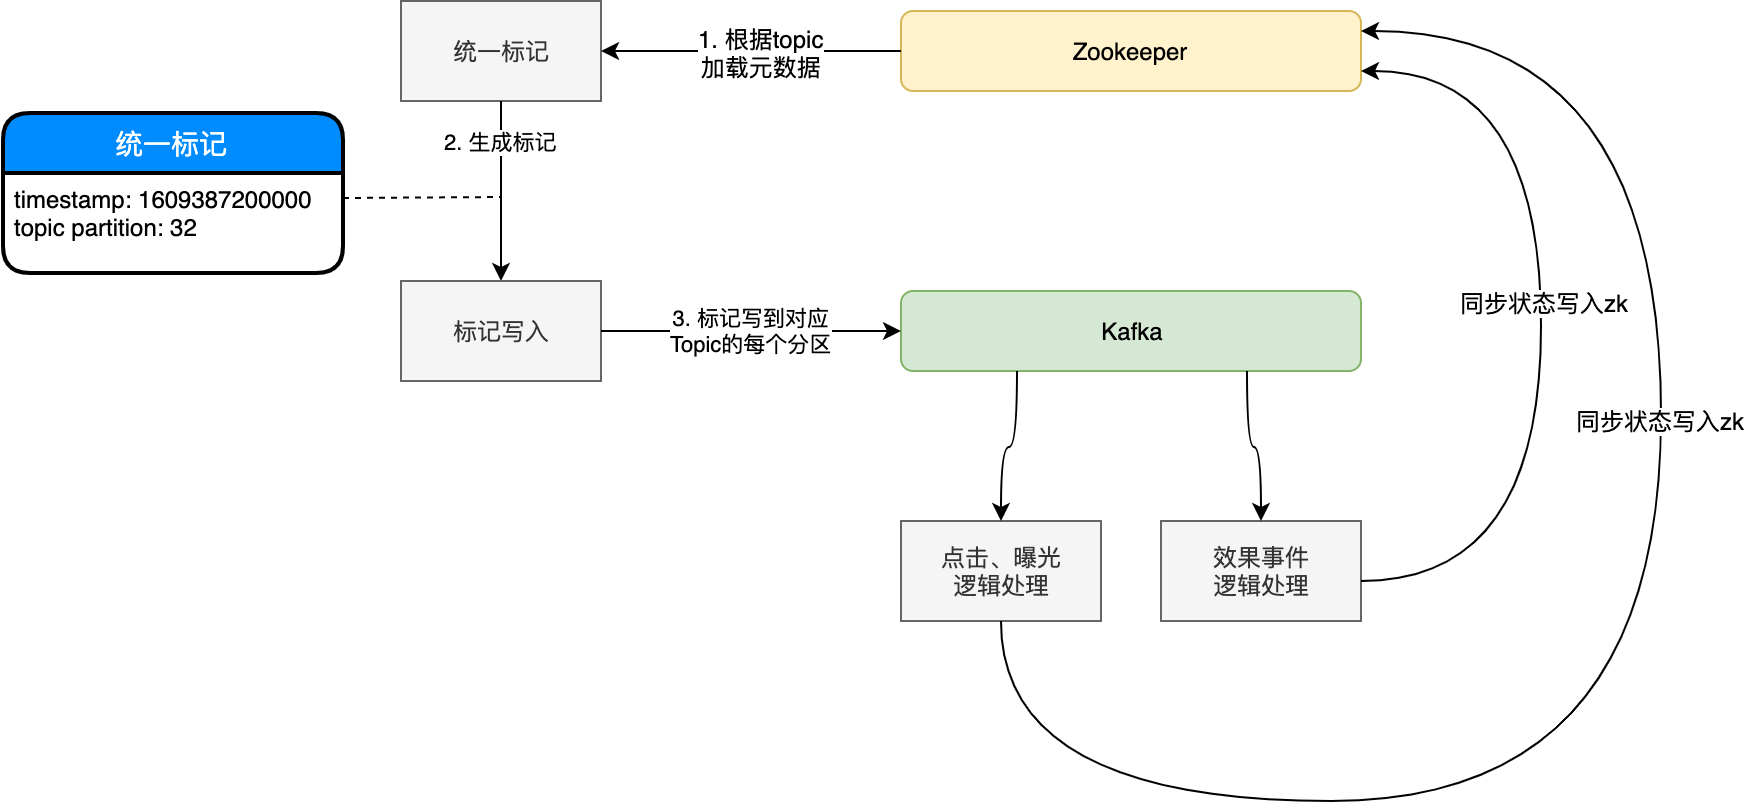 统一标记
1. 根据topic
加载元数据
Zookeeper
统一标记
timestamp: 1609387200000
topic partition: 32
2. 生成标记
标记写入
3. 标记写到对应
Topic的每个分区
Kafka
同步状态写入zk
同步状态写入zk
点击、曝光
逻辑处理
效果事件
逻辑处理